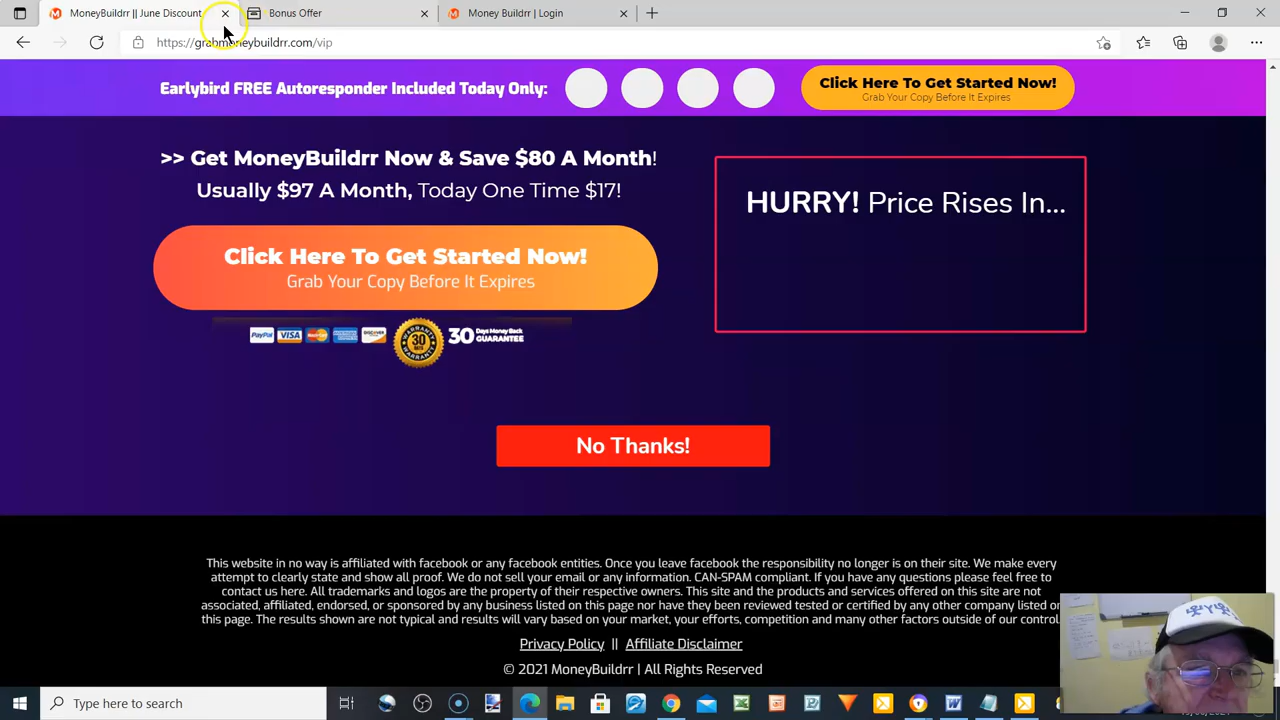 MoneyBuildrr || June Discount
Bonus Offer
Money Buildrr | Login
https://grabmoneybuildrr.com/vip
Earlybird FREE Autoresponder Included Today Only:
Click Here To Get Started Now!
Grab Your Copy Before It Expires
>> Get MoneyBuildrr Now & Save $80 A Month!
Usually $97 A Month, Today One Time $17!
HURRY! Price Rises In...
Click Here To Get Started Now!
Grab Your Copy Before It Expires
PayPal VISA
30
30 Days Money Back GUARANTEE
No Thanks!
This website in no way is affiliated with facebook or any facebook entities. Once you leave facebook the responsibility no longer is on their site. We make every
attempt to clearly state and show all proof. We do not sell your email or any information. CAN-SPAM compliant. If you have any questions please feel free to
contact us here. All trademarks and logos are the property of their respective owners. This site and the products and services offered on this site are not
associated, affiliated, endorsed, or sponsored by any business listed on this page nor have they been reviewed tested or certified by any other company listed on
this page. The results shown are not typical and results will vary based on your market, your efforts, competition and many other factors outside of our control.
Privacy Policy || Affiliate Disclaimer
© 2021 MoneyBuildrr | All Rights Reserved
Type here to search